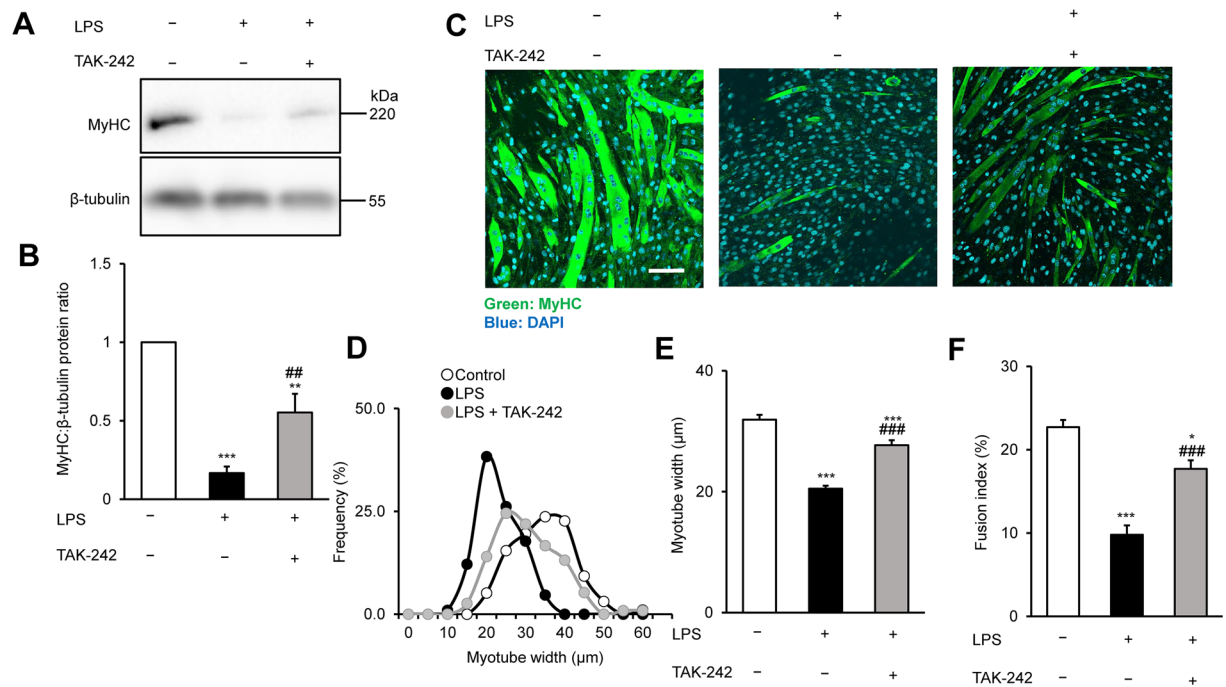 A
LPS − + +
TAK-242 − − +
kDa
MyHC 220
β-tubulin 55
B
MyHC:β-tubulin protein ratio
1.5
1
0.5
0
***
##
**
LPS − + +
TAK-242 − − +
C
LPS − + +
TAK-242 − − +
Green: MyHC
Blue: DAPI
D
Control
LPS
LPS + TAK-242
Frequency (%)
50.0
25.0
0.0
0 10 20 30 40 50 60
Myotube width (μm)
E
Myotube width (μm)
40
20
0
***
***
###
LPS − + +
TAK-242 − − +
F
Fusion index (%)
30
20
10
0
***
*
###
LPS − + +
TAK-242 − − +